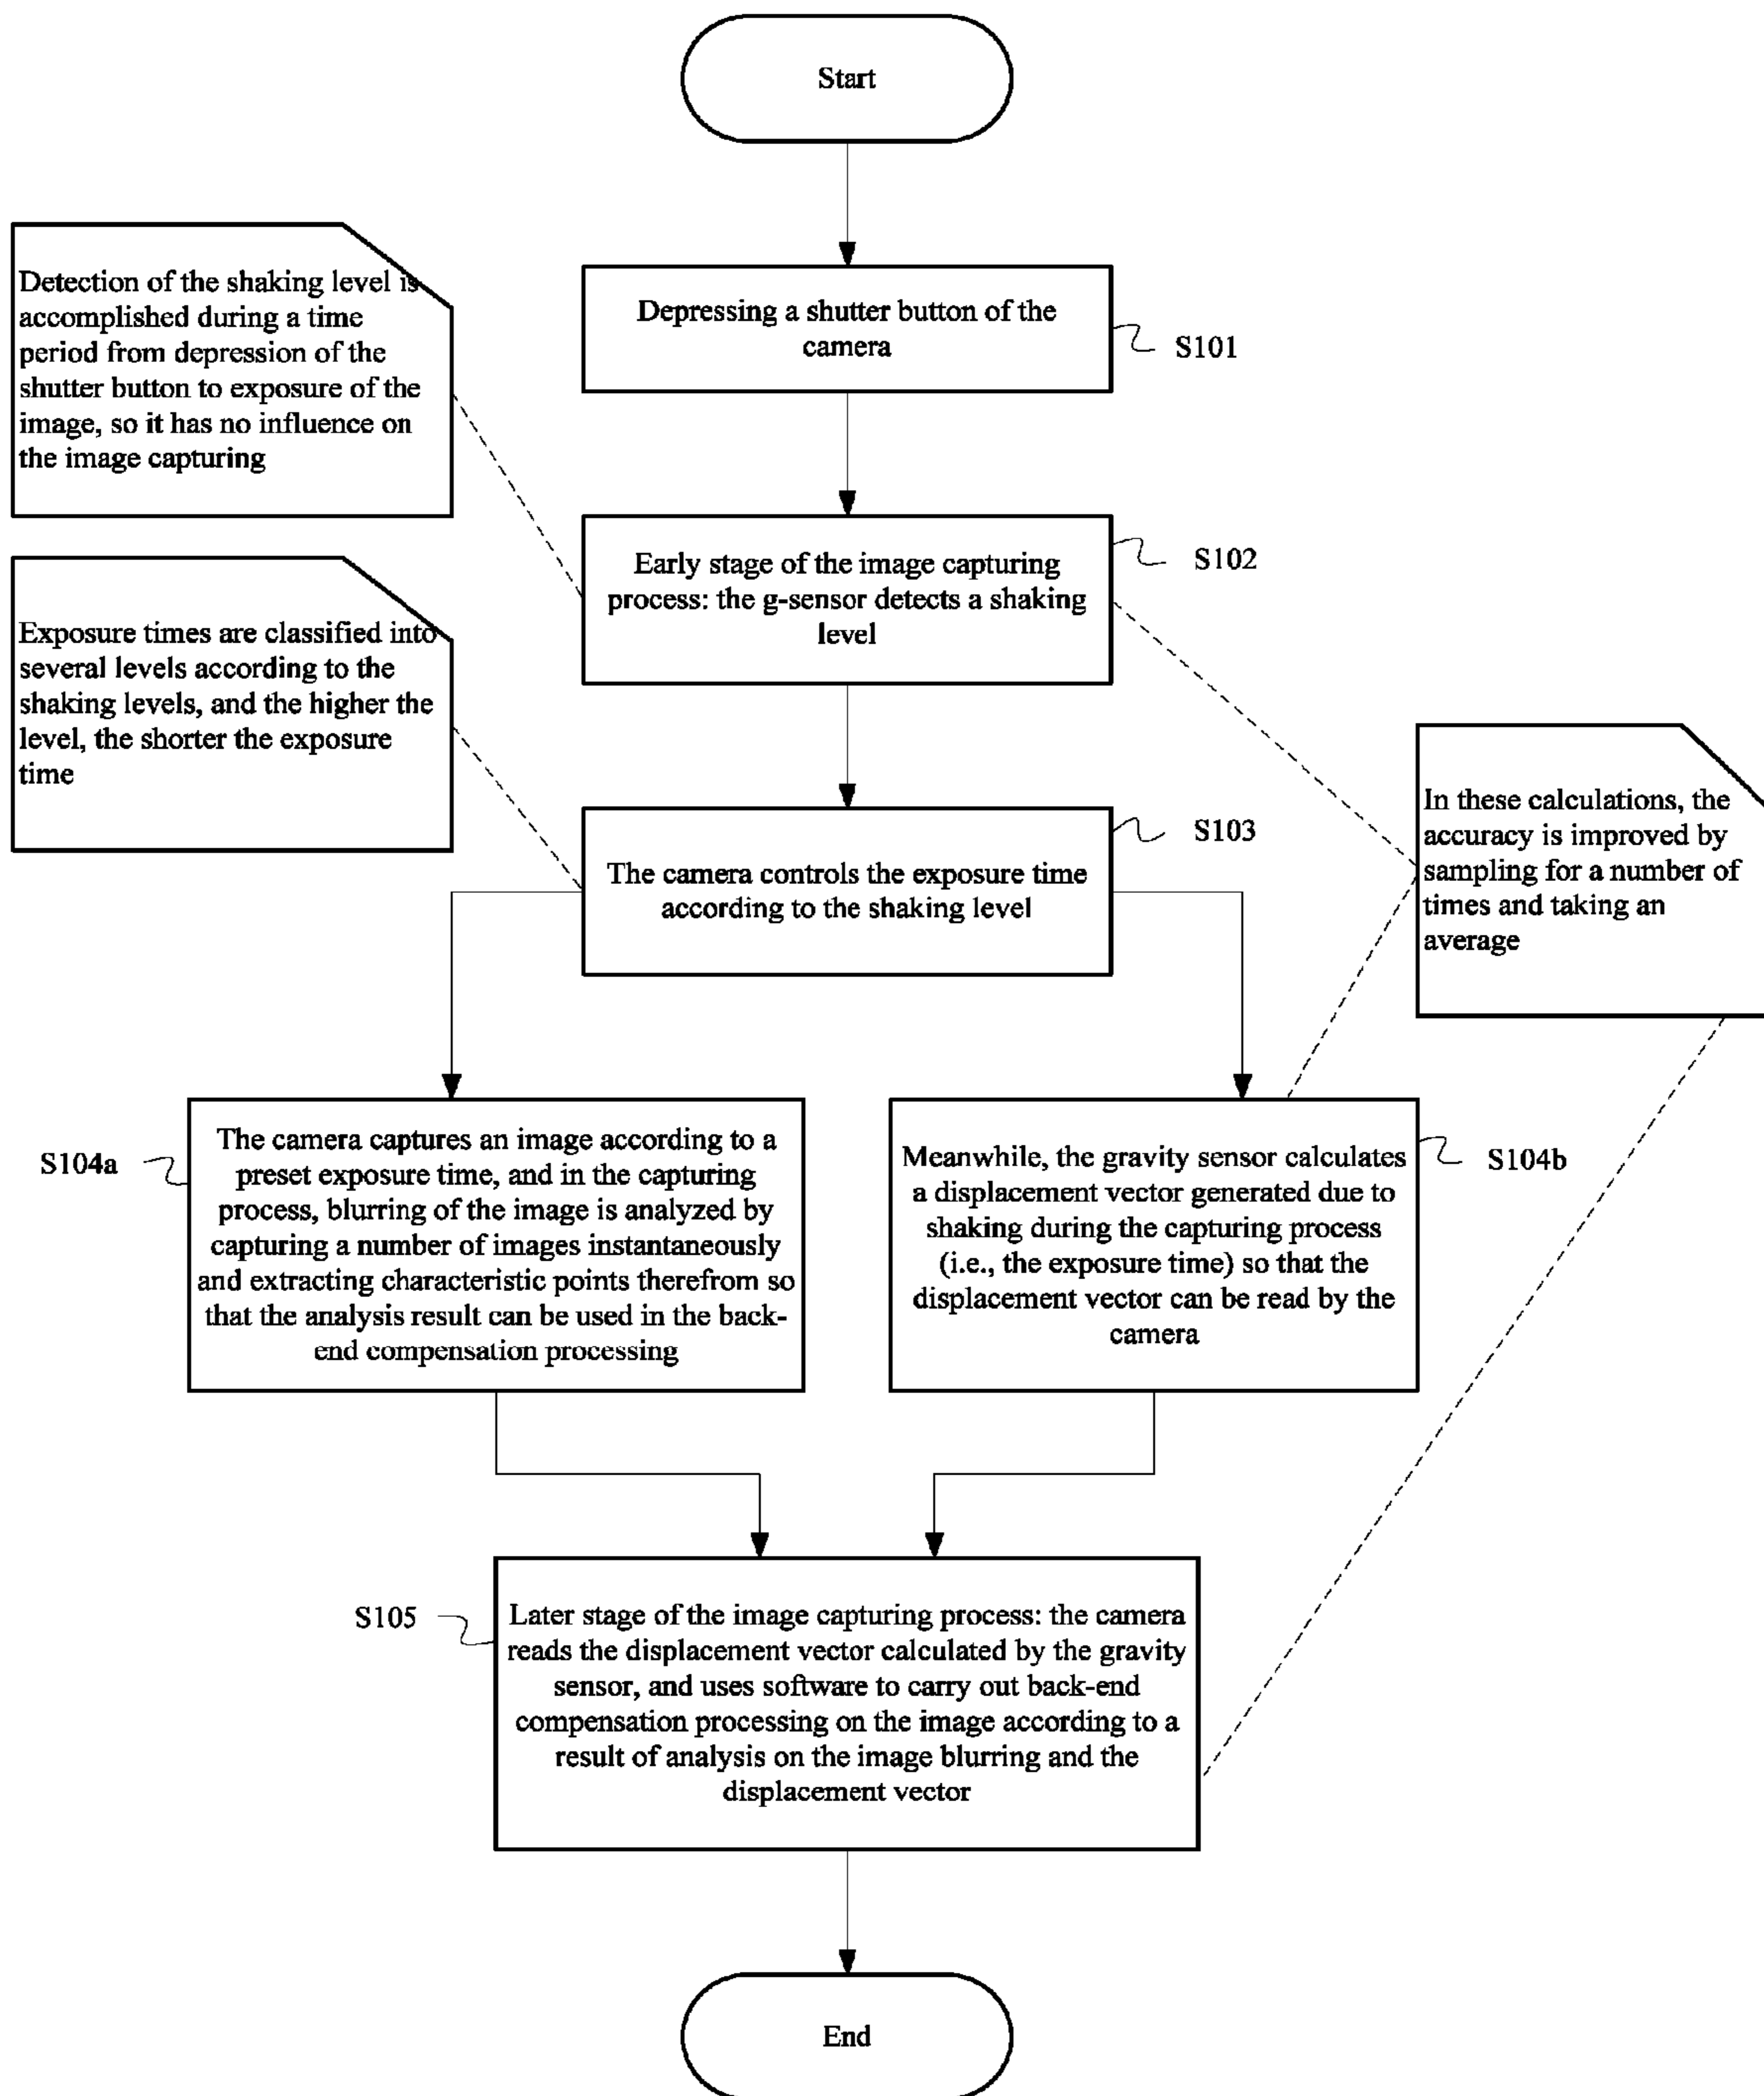 Start
Detection of the shaking level is
accomplished during a time
period from depression of the
shutter button to exposure of the
image, so it has no influence on
the image capturing
Depressing a shutter button of the
camera
S101
Early stage of the image capturing
process: the g-sensor detects a shaking
level
S102
Exposure times are classified into
several levels according to the
shaking levels, and the higher the
level, the shorter the exposure
time
The camera controls the exposure time
according to the shaking level
S103
In these calculations, the
accuracy is improved by
sampling for a number of
times and taking an
average
S104a
The camera captures an image according to a
preset exposure time, and in the capturing
process, blurring of the image is analyzed by
capturing a number of images instantaneously
and extracting characteristic points therefrom so
that the analysis result can be used in the back-
end compensation processing
Meanwhile, the gravity sensor calculates
a displacement vector generated due to
shaking during the capturing process
(i.e., the exposure time) so that the
displacement vector can be read by the
camera
S104b
S105
Later stage of the image capturing process: the camera
reads the displacement vector calculated by the gravity
sensor, and uses software to carry out back-end
compensation processing on the image according to a
result of analysis on the image blurring and the
displacement vector
End